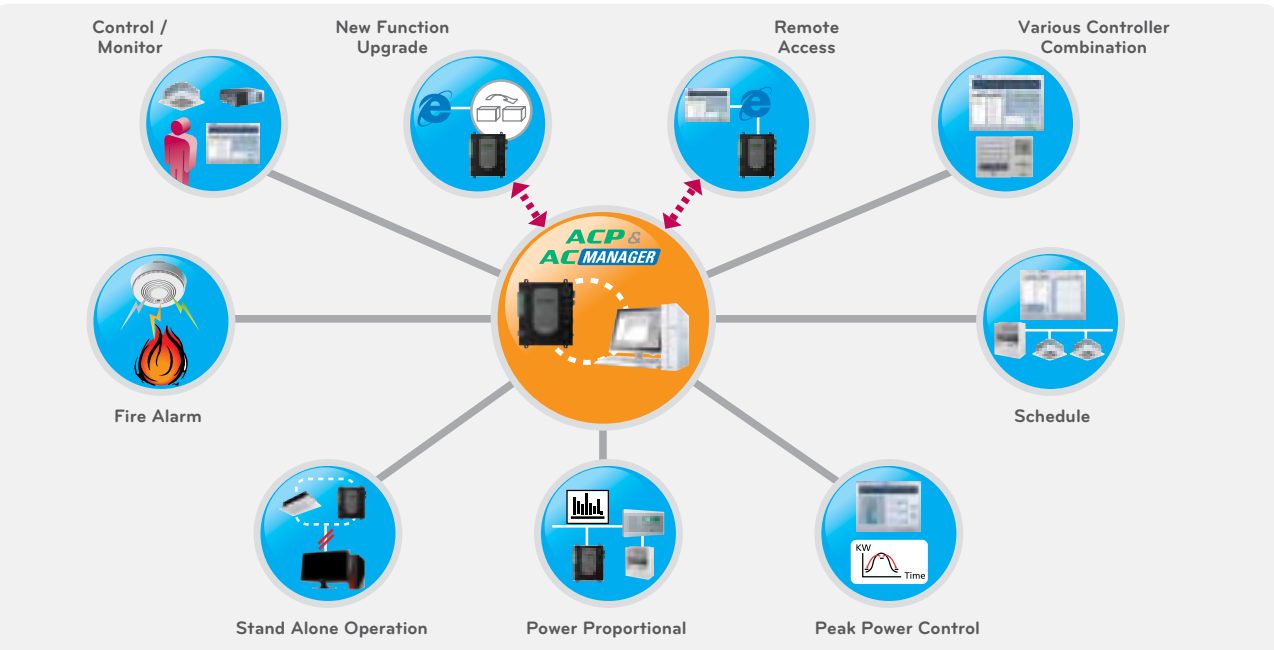 Control /
Monitor
New Function
Upgrade
Remote
Access
Various Controller
Combination
ACP &
AC MANAGER
Fire Alarm
Schedule
KW
Time
Stand Alone Operation
Power Proportional
Peak Power Control